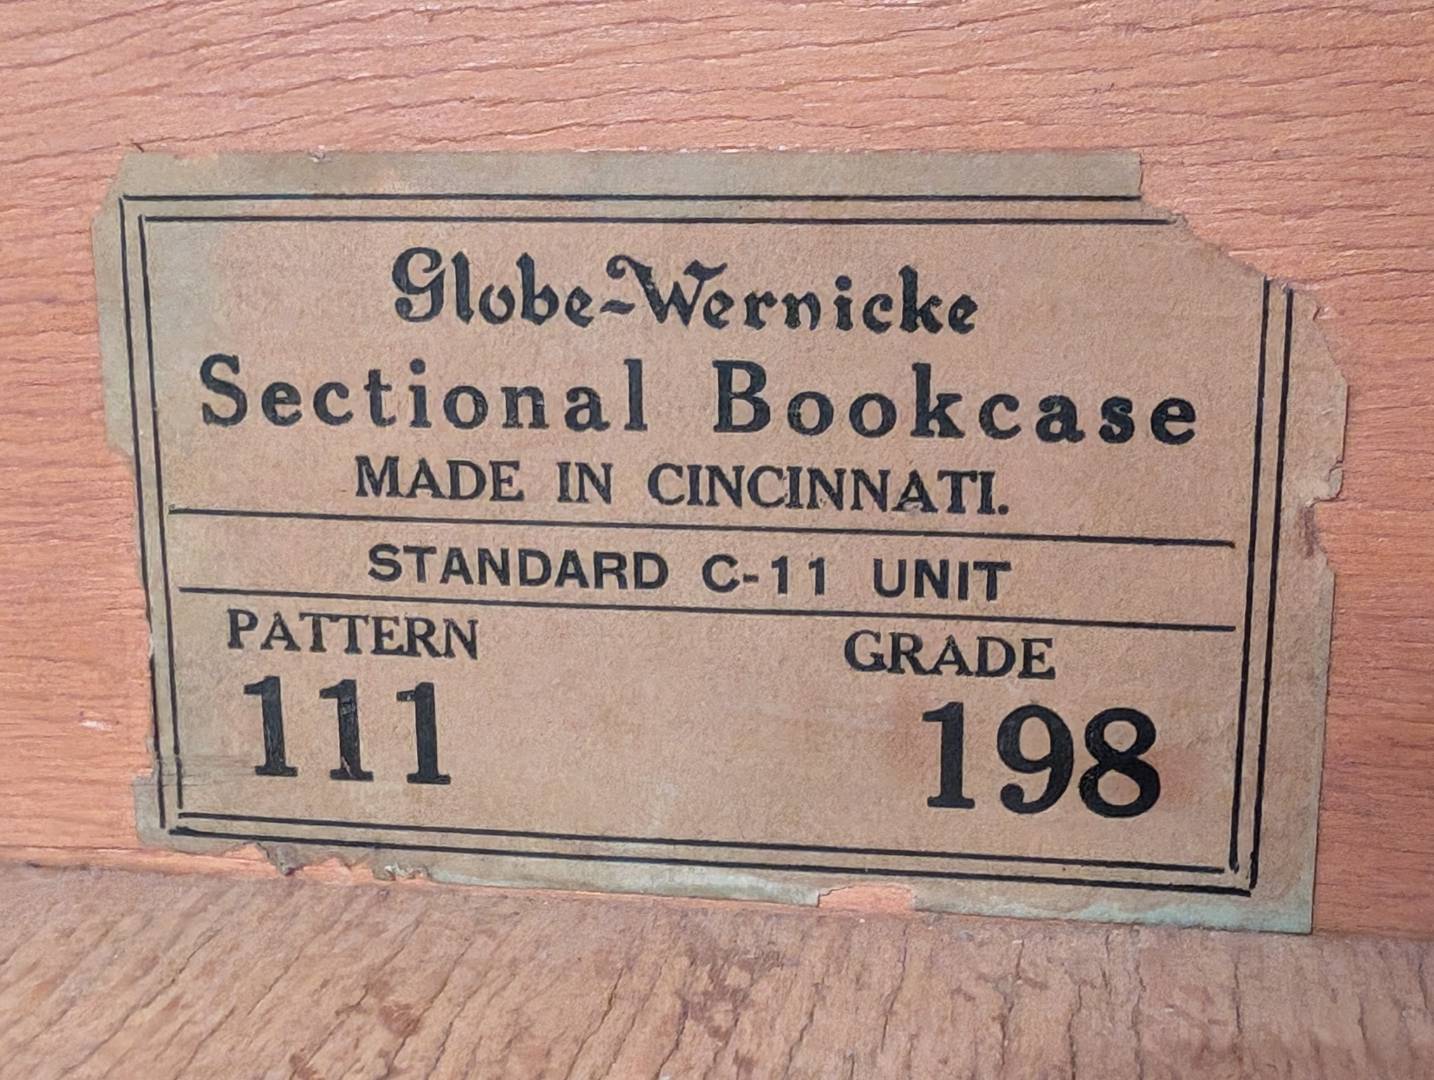 Globe-Wernicke
Sectional Bookcase
MADE IN CINCINNATI.
STANDARD C-11 UNIT
PATTERN GRADE
111 198